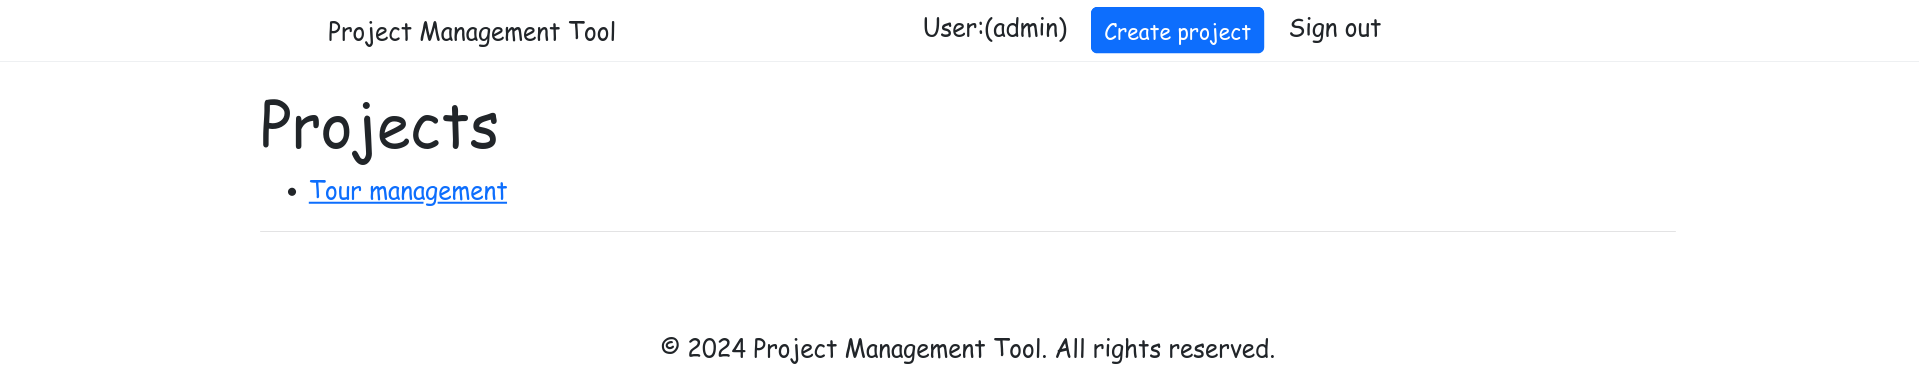 Project Management Tool User:(admin) Create project Sign out
Projects
Tour management
© 2024 Project Management Tool. All rights reserved.